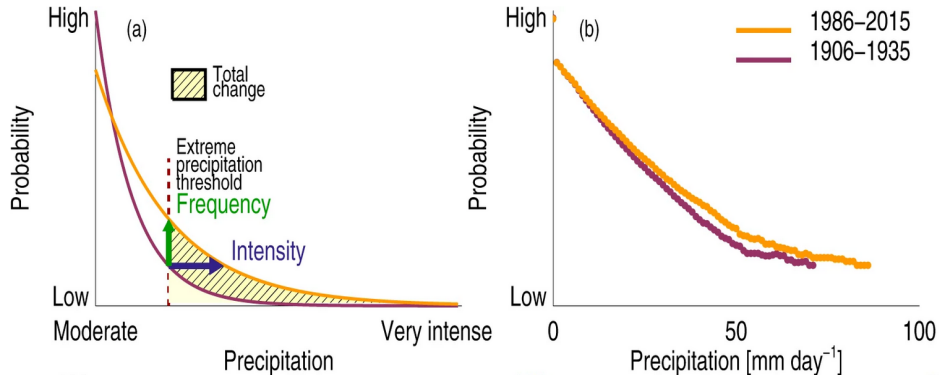 High
(a)
Total
change
Extreme
precipitation
threshold
Frequency
Intensity
Probability
Low
Moderate
Very intense
Precipitation
High
(b)
1986–2015
1906–1935
Probability
Low
0
50
100
Precipitation [mm day⁻¹]